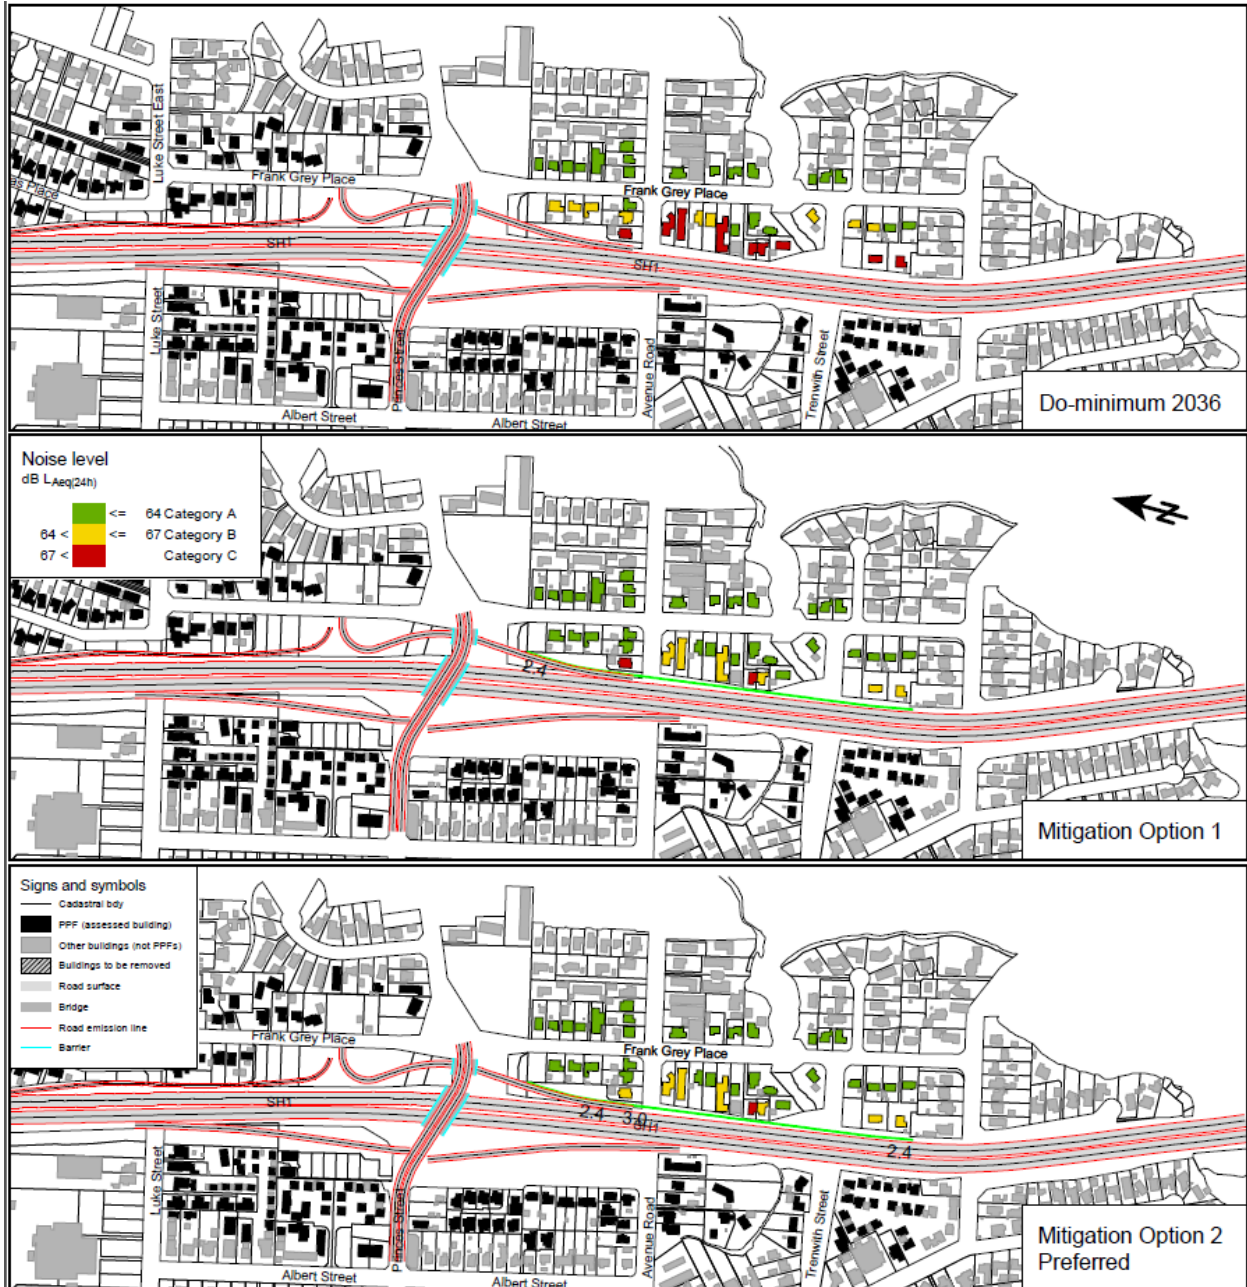 Luke Street East
as Place
Frank Grey Place
Frank Grey Place
SH1
SH1
Luke Street
Princes Street
Avenue Road
Trenwith Street
Albert Street
Albert Street
Do-minimum 2036
Noise level
dB LAeq(24h)
<= 64 Category A
64 < <= 67 Category B
67 < Category C
N
2.4
Mitigation Option 1
Signs and symbols
Cadastral bdy
PPF (assessed building)
Other buildings (not PPFs)
Buildings to be removed
Road surface
Bridge
Road emission line
Barrier
Frank Grey Place
Frank Grey Place
SH1
2.4
3.0
SH1
2.4
Luke Street
Princes Street
Avenue Road
Trenwith Street
Albert Street
Albert Street
Mitigation Option 2
Preferred